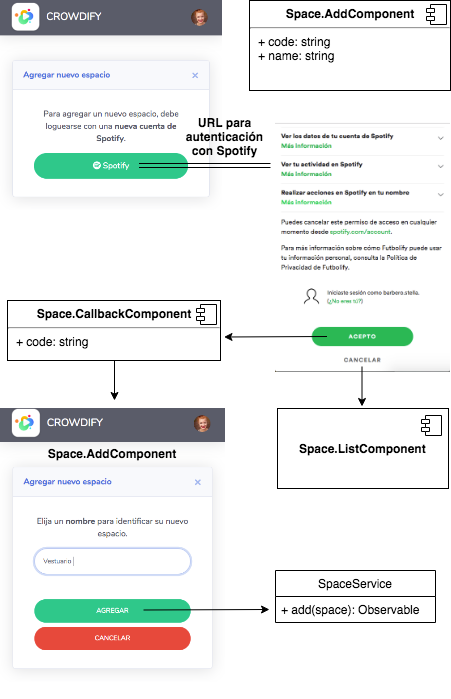 CROWDIFY
Agregar nuevo espacio
×
Para agregar un nuevo espacio, debe
loguearse con una nueva cuenta de
Spotify.
Spotify
Space.AddComponent
+ code: string
+ name: string
URL para
autenticación
con Spotify
Ver los datos de tu cuenta de Spotify
Más Información
Ver tu actividad en Spotify
Más Información
Realizar acciones en Spotify en tu nombre
Más Información
Puedes cancelar este permiso de acceso en cualquier
momento desde spotify.com/account.
Para más información sobre cómo Futbolify puede usar
tu información personal, consulta la Política de
Privacidad de Futbolify.
Iniciaste sesión como barbero.stella.
(¿No eres tú?)
ACEPTO
CANCELAR
Space.CallbackComponent
+ code: string
Space.ListComponent
CROWDIFY
Space.AddComponent
Agregar nuevo espacio
×
Elija un nombre para identificar su nuevo
espacio.
Vestuario
AGREGAR
CANCELAR
SpaceService
+ add(space): Observable